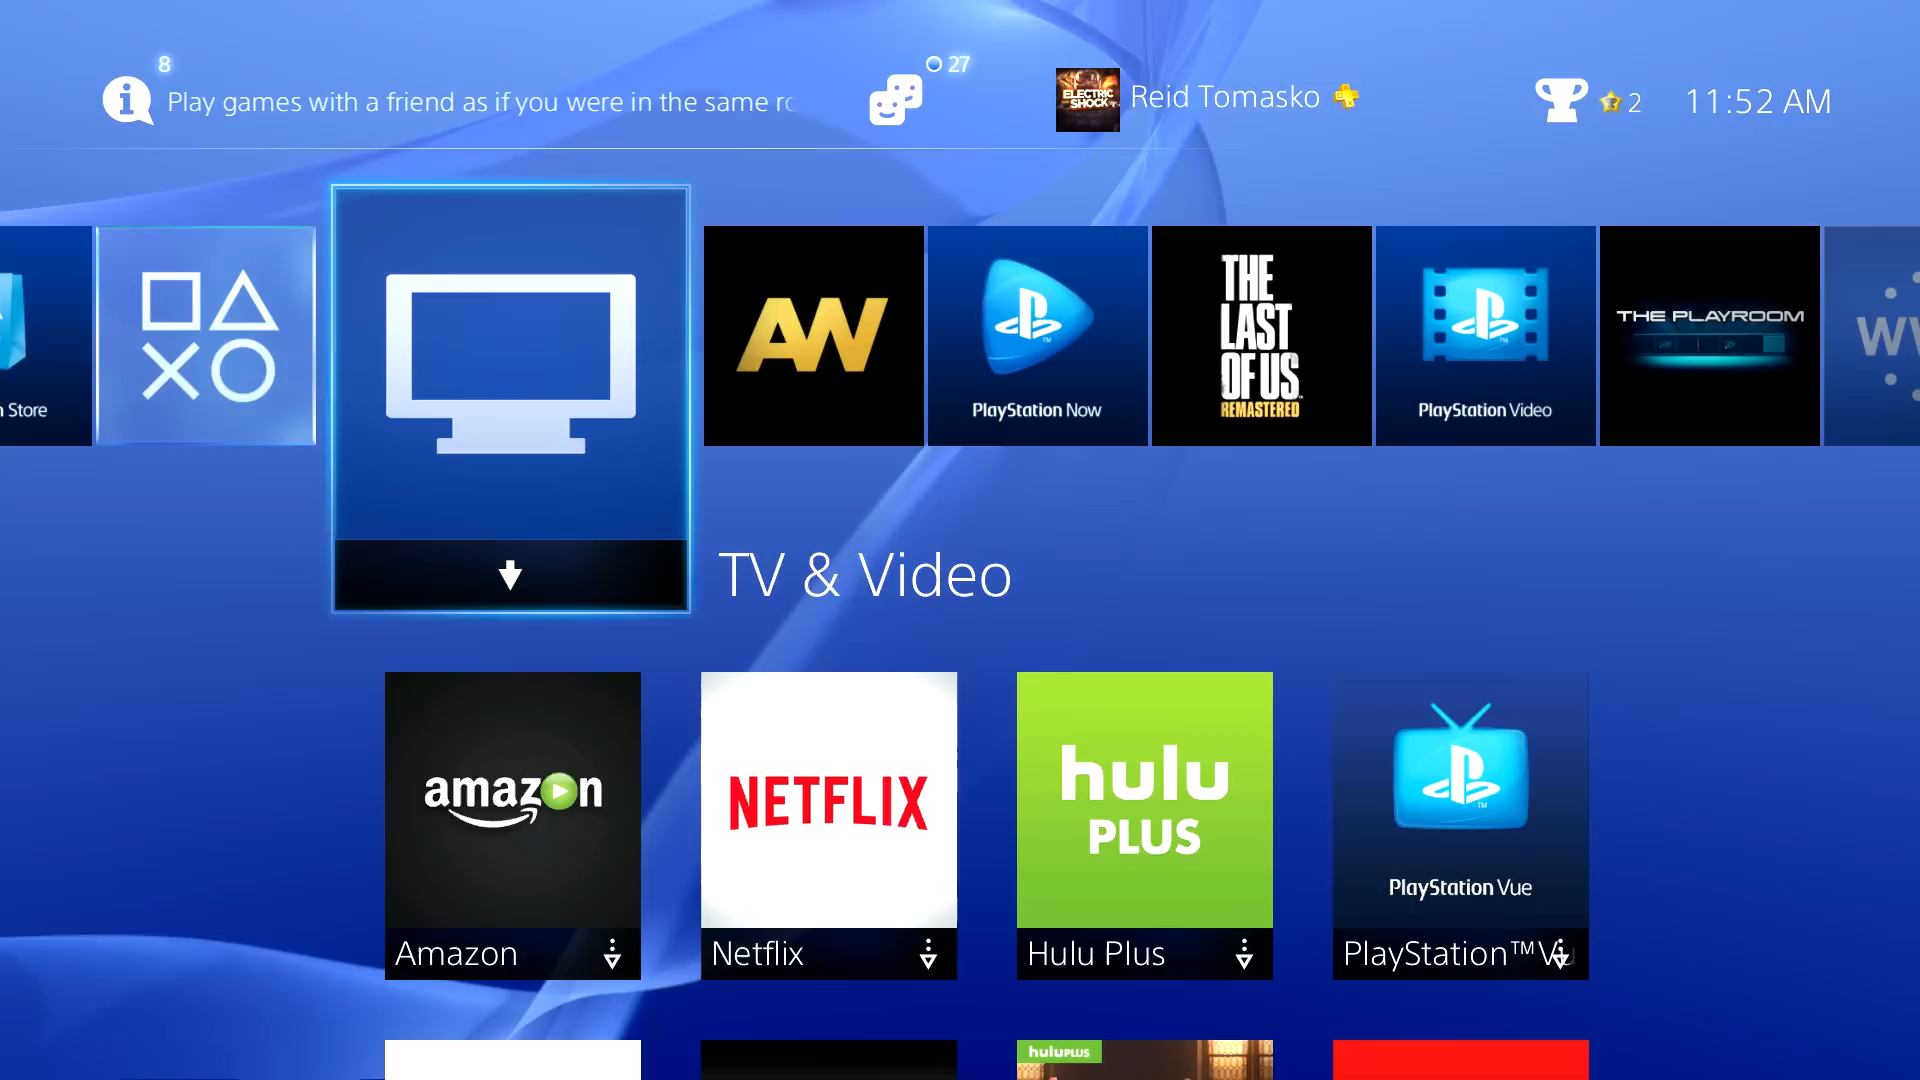 8
Play games with a friend as if you were in the same
27
ELECTRIC
SHOCK
Reid Tomasko
2
11:52 AM
Store
AW
PlayStation Now
THE
LAST
OF US
REMASTERED
PlayStation Video
THE PLAYROOM
TV & Video
amazon
NETFLIX
hulu
PLUS
PlayStation Vue
Amazon
Netflix
Hulu Plus
PlayStation™Vu
huluPLUS